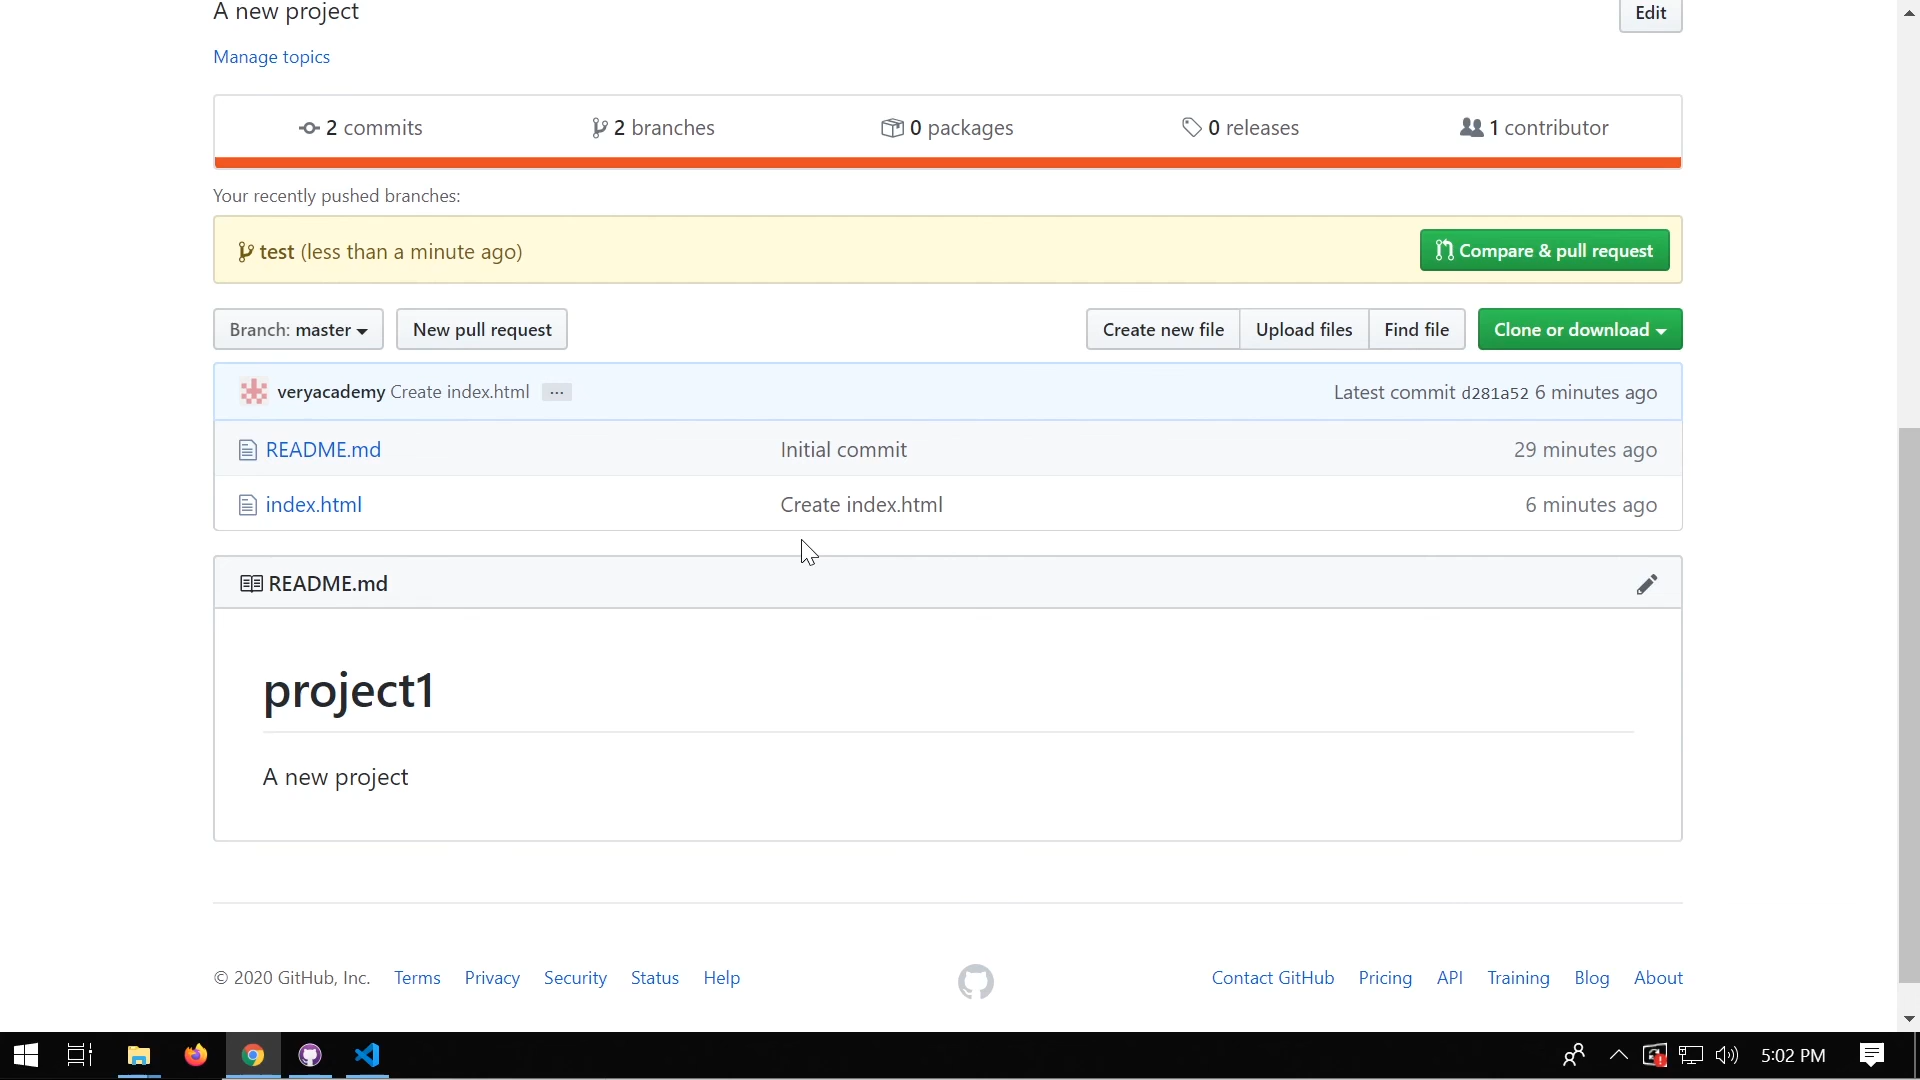 A new project
Edit
Manage topics
2 commits
2 branches
0 packages
0 releases
1 contributor
Your recently pushed branches:
test (less than a minute ago)
Compare & pull request
Branch: master
New pull request
Create new file
Upload files
Find file
Clone or download
veryacademy Create index.html ...
Latest commit d281a52 6 minutes ago
README.md
Initial commit
29 minutes ago
index.html
Create index.html
6 minutes ago
README.md
project1
A new project
© 2020 GitHub, Inc.
Terms
Privacy
Security
Status
Help
Contact GitHub
Pricing
API
Training
Blog
About
5:02 PM